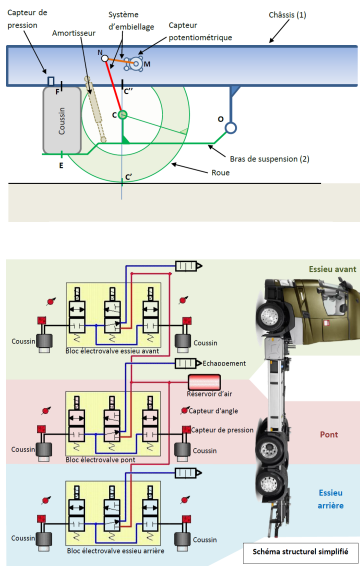 Capteur de
pression
Amortisseur
Système
d'embiellage
Capteur
potentiométrique
Châssis (1)
N
M
F
C''
Coussin
C
O
E
Bras de suspension (2)
Roue
C'
Essieu avant
Coussin
Coussin
Bloc électrovalve essieu avant
Echappement
Réservoir d'air
Capteur d'angle
Pont
Capteur de pression
Coussin
Coussin
Bloc électrovalve pont
Essieu
arrière
Coussin
Coussin
Bloc électrovalve essieu arrière
Schéma structurel simplifié